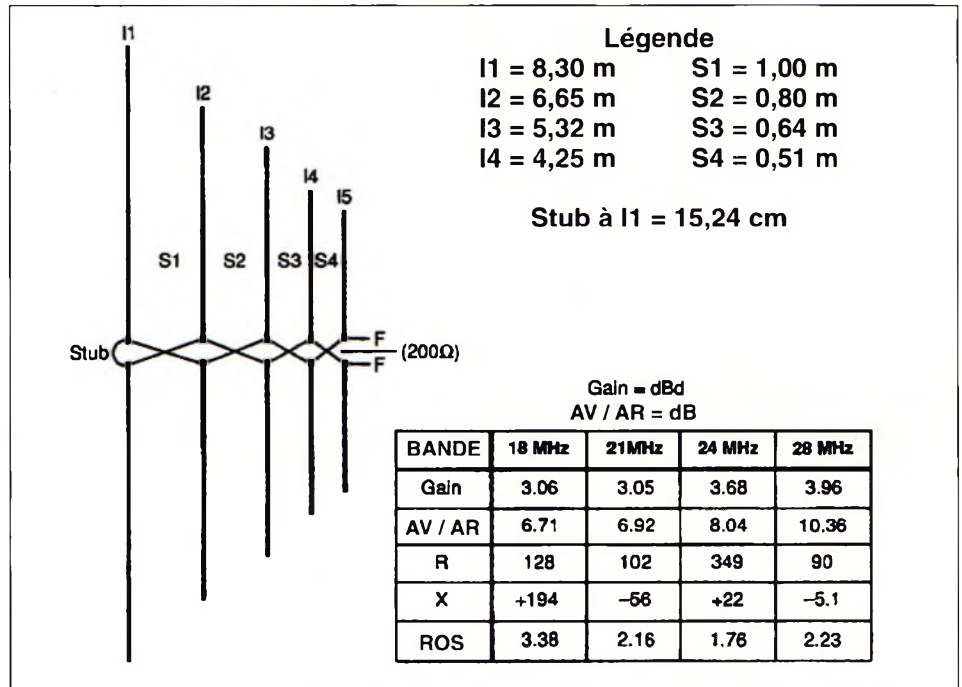 Légende
l1 = 8,30 m S1 = 1,00 m
l2 = 6,65 m S2 = 0,80 m
l3 = 5,32 m S3 = 0,64 m
l4 = 4,25 m S4 = 0,51 m
Stub à l1 = 15,24 cm
l1
l2
l3
l4
l5
S1 S2 S3 S4
Stub
F
(200Ω)
F
Gain = dBd
AV / AR = dB
BANDE 18 MHz 21MHz 24 MHz 28 MHz
Gain 3.06 3.05 3.68 3.96
AV / AR 6.71 6.92 8.04 10.36
R 128 102 349 90
X +194 –56 +22 –5.1
ROS 3.38 2.16 1.76 2.23